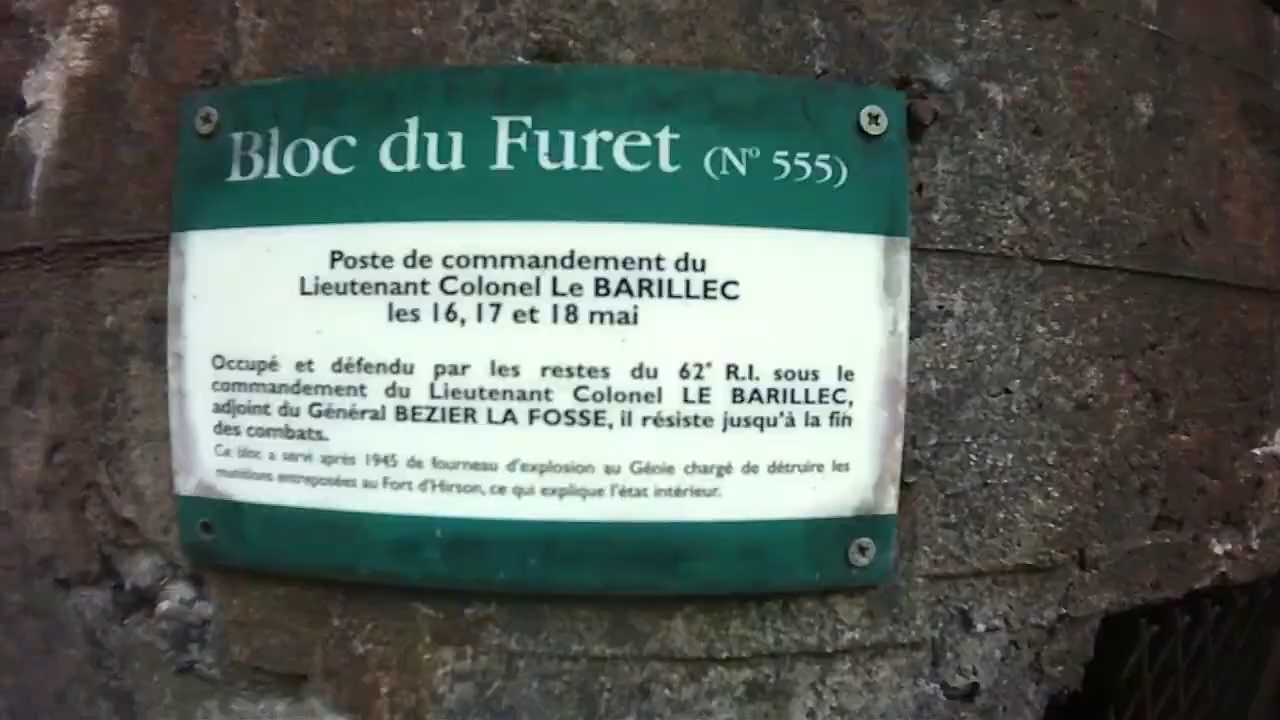 Bloc du Furet (Nº 555)
Poste de commandement du
Lieutenant Colonel Le BARILLEC
les 16, 17 et 18 mai
Occupé et défendu par les restes du 62e R.I. sous le
commandement du Lieutenant Colonel LE BARILLEC,
adjoint du Général BEZIER LA FOSSE, il résiste jusqu'à la fin
des combats.
Ce bloc a servi après 1945 de fourneau d'explosion au Génie chargé de détruire les
munitions entreposées au Fort d'Hirson, ce qui explique l'état intérieur.